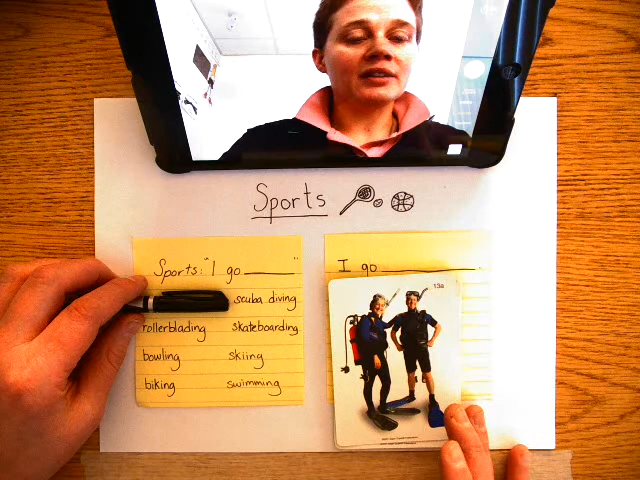 Sports
Sports: "I go ______"
scuba diving
rollerblading skateboarding
bowling skiing
biking swimming
I go ______
13a